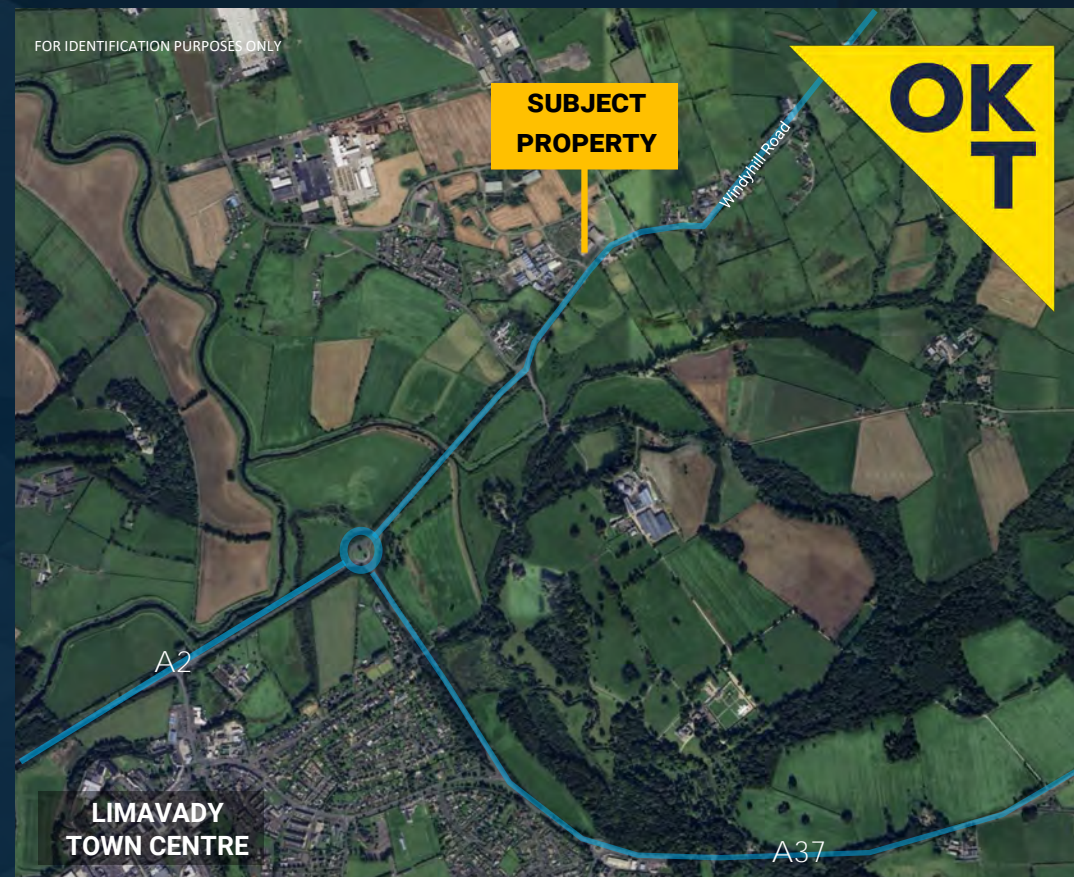 FOR IDENTIFICATION PURPOSES ONLY
OK
T
SUBJECT
PROPERTY
Windyhill Road
A2
LIMAVADY
TOWN CENTRE
A37